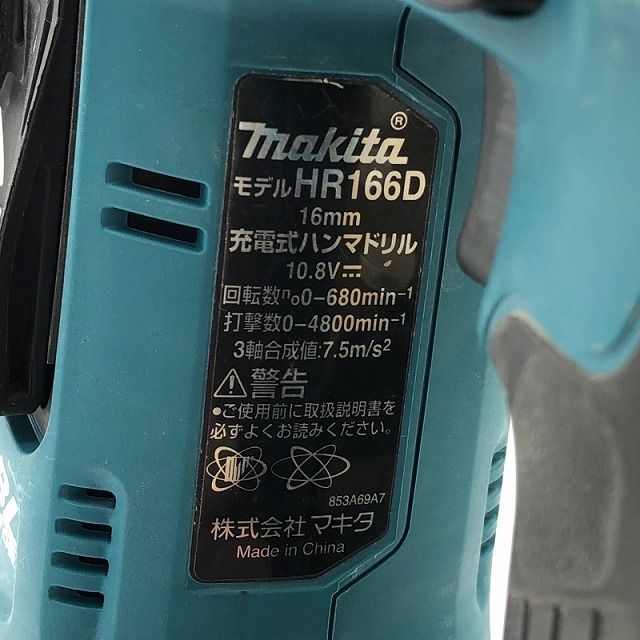 makita®
モデルHR166D
16mm
充電式ハンマドリル
10.8V⎓
回転数n₀0-680min⁻¹
打撃数0-4800min⁻¹
3軸合成値:7.5m/s²
警告
●ご使用前に取扱説明書を
必ずよくお読みください。
853A69A7
株式会社 マキタ
Made in China